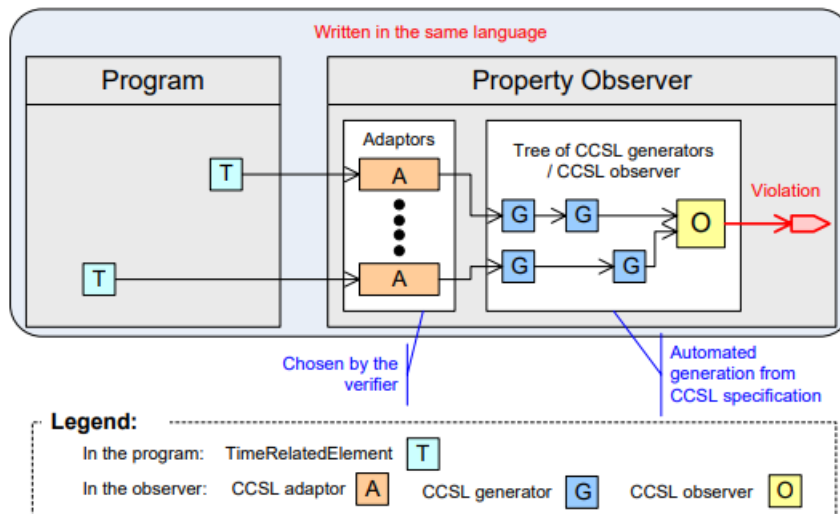 Written in the same language
Program
Property Observer
Adaptors
Tree of CCSL generators
/ CCSL observer
T
A
G
G
O
Violation
T
A
G
G
Chosen by the
verifier
Automated
generation from
CCSL specification
Legend:
In the program: TimeRelatedElement T
In the observer: CCSL adaptor A CCSL generator G CCSL observer O